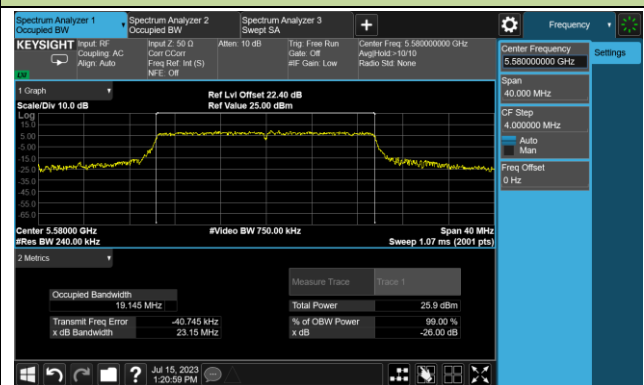 Spectrum Analyzer 1
Occupied BW
Spectrum Analyzer 2
Occupied BW
Spectrum Analyzer 3
Swept SA
+
Frequency
KEYSIGHT
Input: RF
Coupling: AC
Align: Auto
Input Z: 50 Ω
Corr CCorr
Freq Ref: Int (S)
NFE: Off
Atten: 10 dB
Trig: Free Run
Gate: Off
#IF Gain: Low
Center Freq: 5.580000000 GHz
Avg|Hold:>10/10
Radio Std: None
Center Frequency
5.580000000 GHz
Settings
Span
40.000 MHz
CF Step
4.000000 MHz
Auto
Man
Freq Offset
0 Hz
1 Graph
Scale/Div 10.0 dB
Ref Lvl Offset 22.40 dB
Ref Value 25.00 dBm
Log
15.0
5.00
-5.00
-15.0
-25.0
-35.0
-45.0
-55.0
-65.0
Center 5.58000 GHz
#Res BW 240.00 kHz
#Video BW 750.00 kHz
Span 40 MHz
Sweep 1.07 ms (2001 pts)
2 Metrics
Measure Trace
Trace 1
Occupied Bandwidth
19.145 MHz
Total Power
25.9 dBm
Transmit Freq Error
-40.745 kHz
% of OBW Power
99.00 %
x dB Bandwidth
23.15 MHz
x dB
-26.00 dB
?
Jul 15, 2023
1:20:59 PM